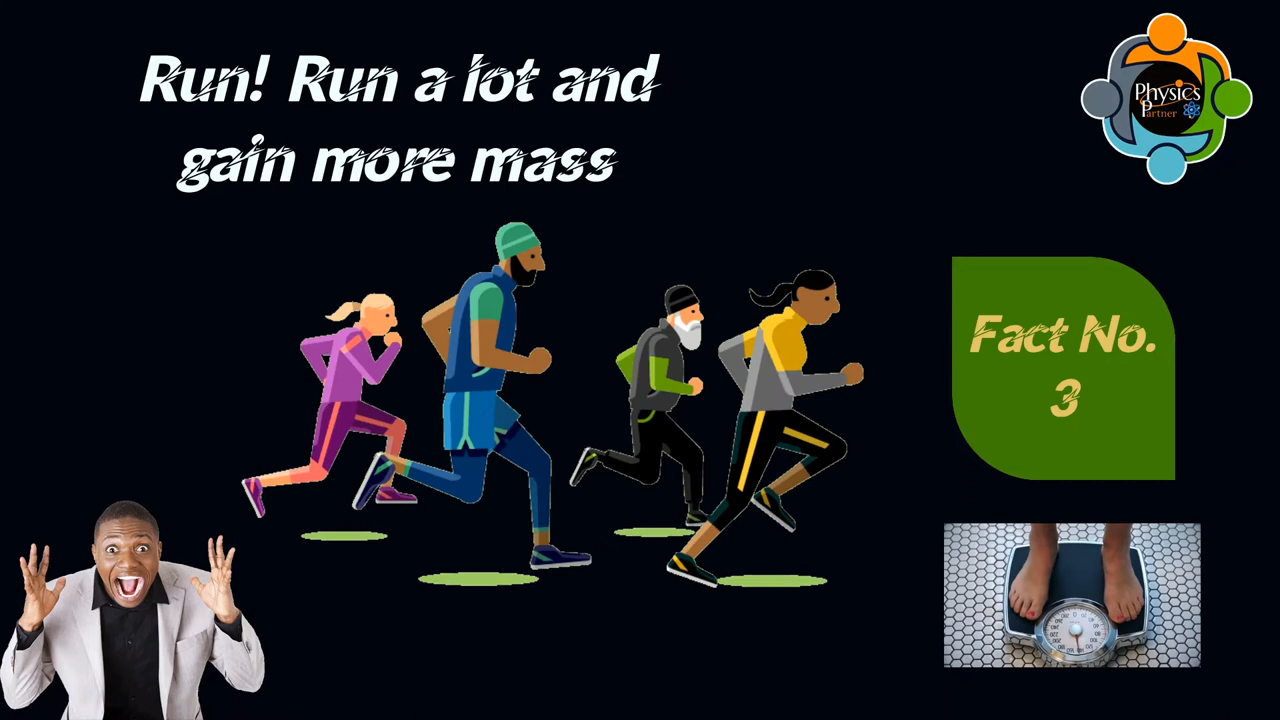 Run! Run a lot and
gain more mass
Physics
Partner
Fact No.
3